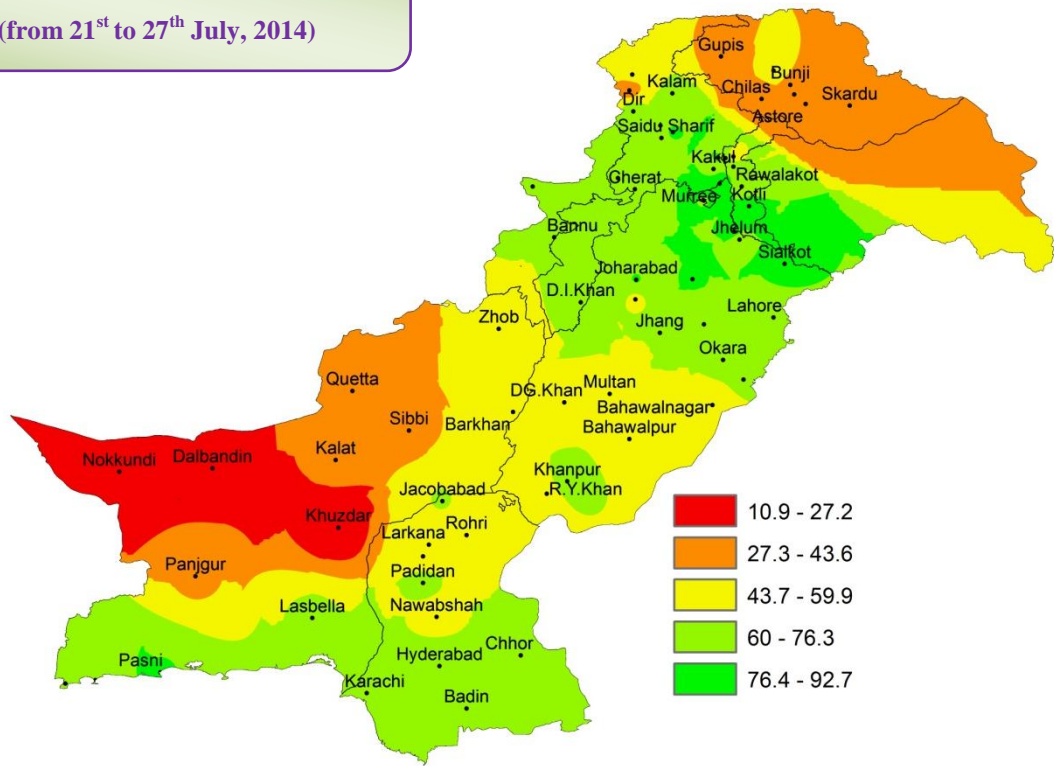 (from 21st to 27th July, 2014)
Gupis
Bunji
Kalam
Chilas
Skardu
Dir
Astore
Saidu Sharif
Kakul
Gherat
Rawalakot
Murree
Kotli
Bannu
Jhelum
Sialkot
Joharabad
D.I.Khan
Lahore
Zhob
Jhang
Okara
Quetta
DG.Khan
Multan
Sibbi
Barkhan
Bahawalnagar
Bahawalpur
Kalat
Nokkundi
Dalbandin
Khanpur
Jacobabad
R.Y.Khan
10.9 - 27.2
Khuzdar
Larkana
Rohri
27.3 - 43.6
Panjgur
Padidan
43.7 - 59.9
Lasbella
Nawabshah
60 - 76.3
Pasni
Hyderabad
Chhor
76.4 - 92.7
Karachi
Badin